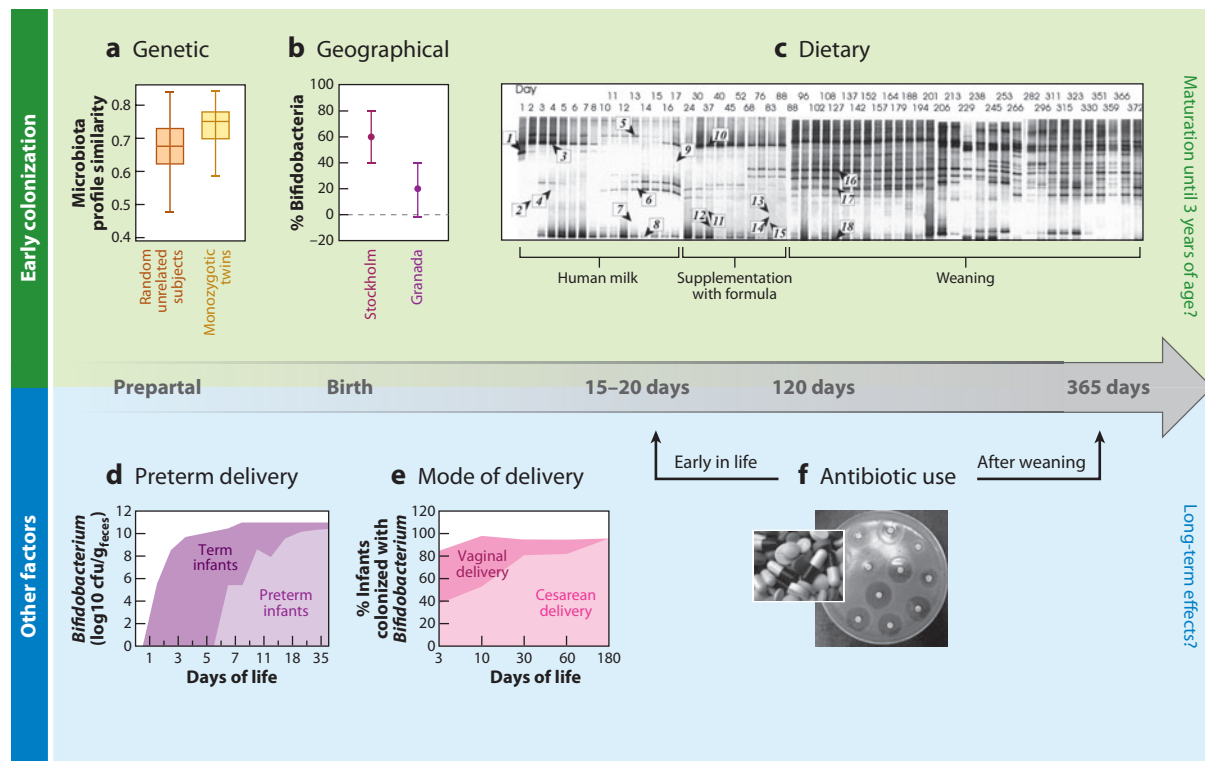 Early colonization
Other factors
a Genetic
Microbiota
profile similarity
0.8
0.7
0.6
0.5
0.4
Random
unrelated
subjects
Monozygotic
twins
b Geographical
% Bifidobacteria
100
80
60
40
20
0
−20
Stockholm
Granada
c Dietary
Day
11 13 15 17 30 40 52 76 88 96 108 137 152 164 188 201 213 238 251 282 311 323 351 366
1 2 3 4 5 6 7 8 10 12 14 16 24 37 45 68 83 88 102 127 142 157 179 194 206 229 245 266 296 315 330 359 372
1
2
3
4
5
6
7
8
9
10
11
12
13
14
15
16
17
18
Human milk
Supplementation
with formula
Weaning
Maturation until 3 years of age?
Prepartal
Birth
15–20 days
120 days
365 days
d Preterm delivery
Bifidobacterium
(log10 cfu/gfeces)
12
10
8
6
4
2
0
Term
infants
Preterm
infants
1 3 5 7 11 18 35
Days of life
e Mode of delivery
% Infants
colonized with
Bifidobacterium
120
100
80
60
40
20
0
Vaginal
delivery
Cesarean
delivery
3 10 30 60 180
Days of life
Early in life
f Antibiotic use
After weaning
Long-term effects?